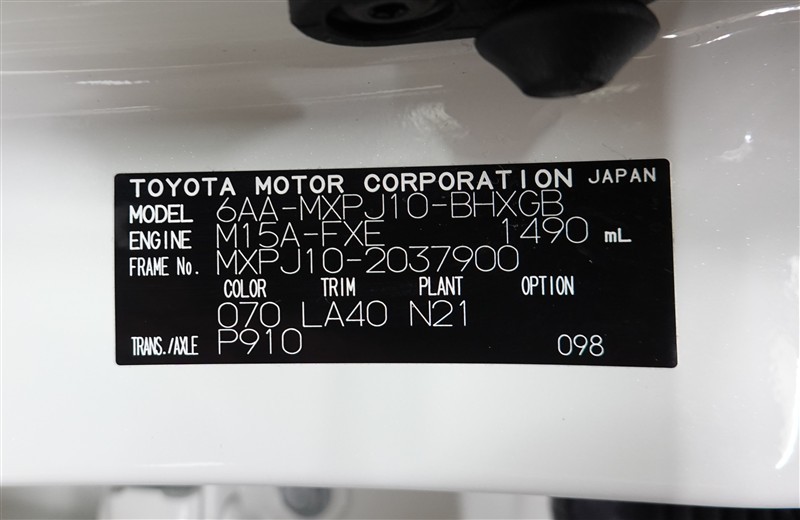 TOYOTA MOTOR CORPORATION JAPAN
MODEL 6AA-MXPJ10-BHXGB
ENGINE M15A-FXE 1490 mL
FRAME No. MXPJ10-2037900
COLOR TRIM PLANT OPTION
070 LA40 N21
TRANS./AXLE P910 098